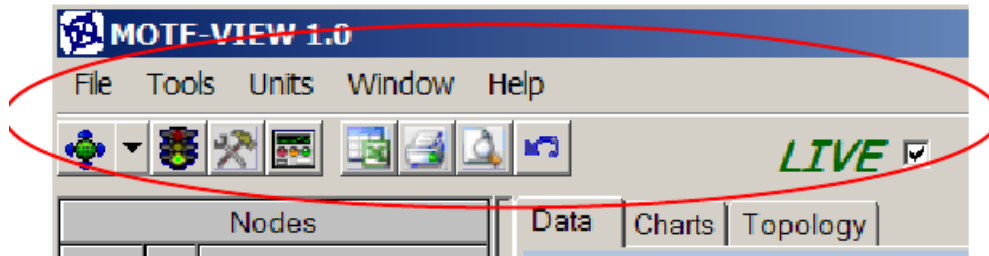 MOTE-VIEW 1.0
File Tools Units Window Help
LIVE
Nodes
Data Charts Topology